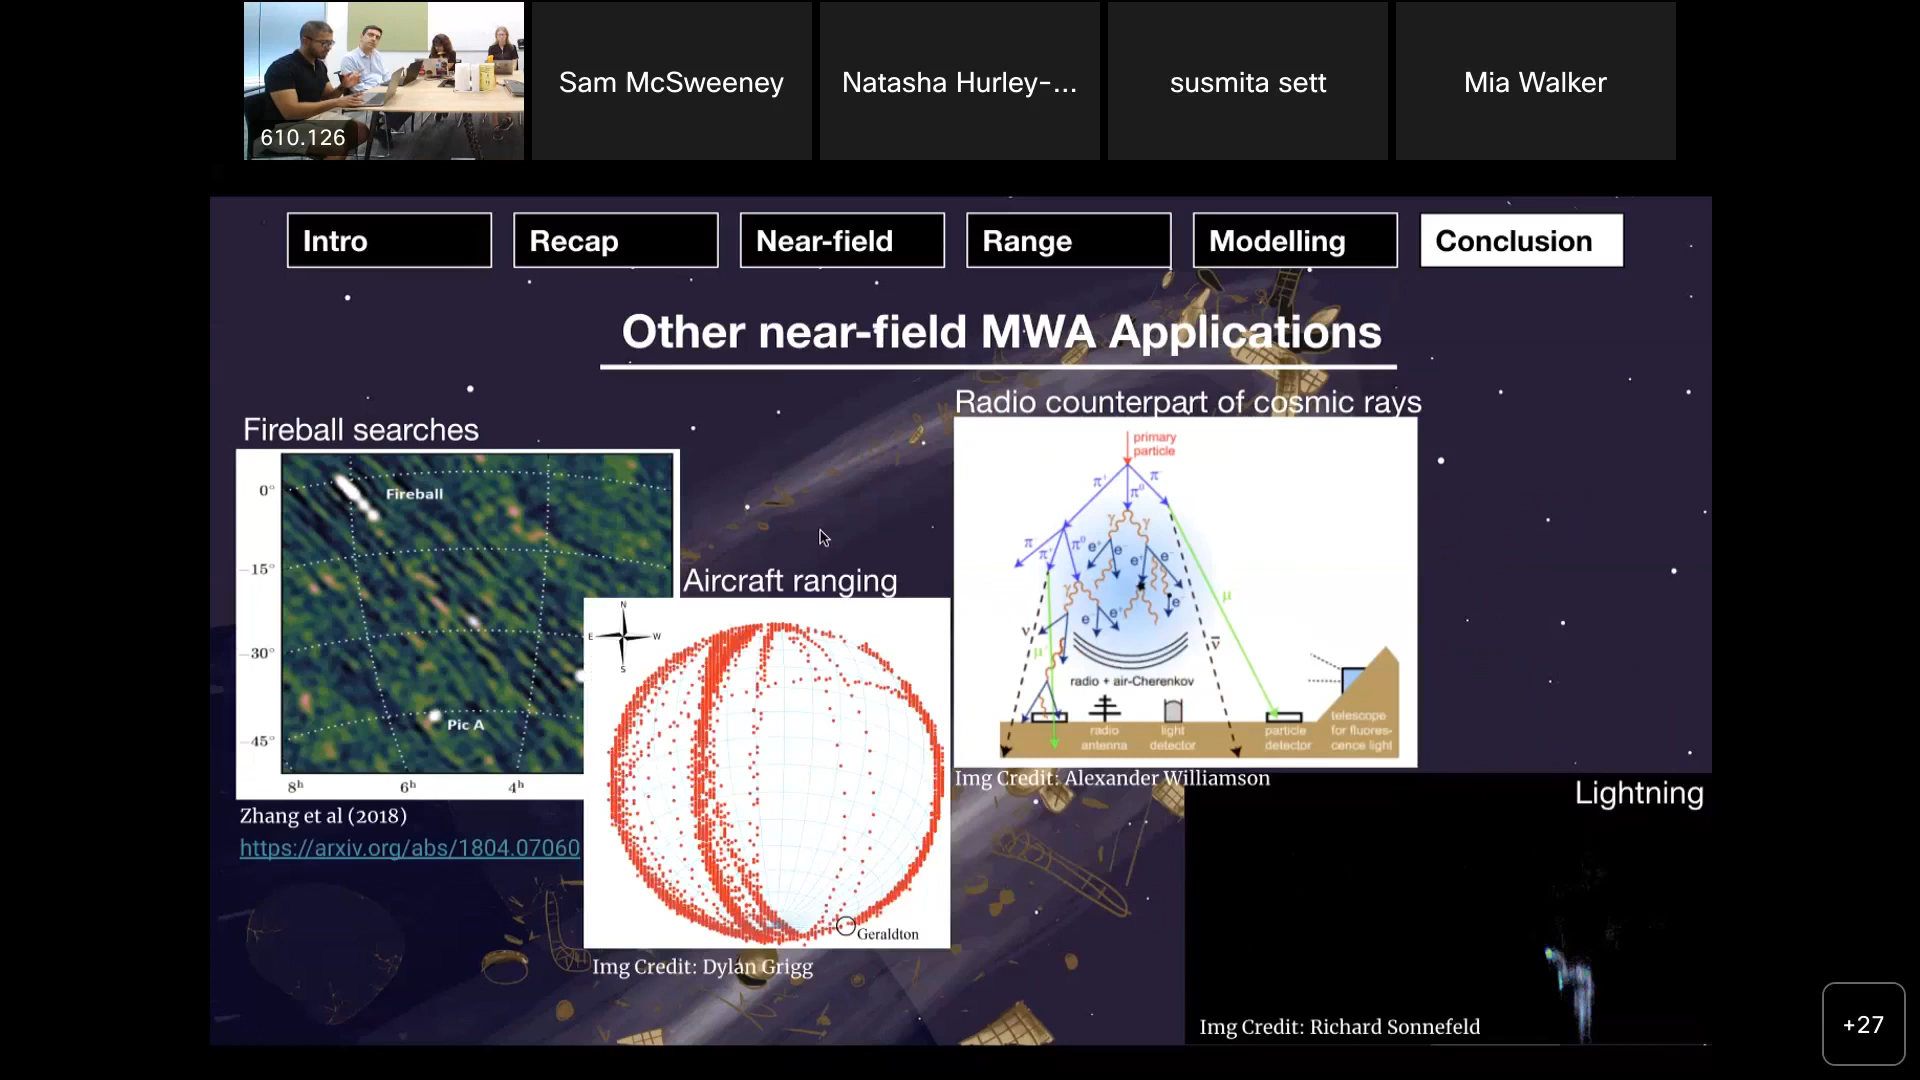 610.126
Sam McSweeney
Natasha Hurley-...
susmita sett
Mia Walker
Intro
Recap
Near-field
Range
Modelling
Conclusion
Other near-field MWA Applications
Fireball searches
0°
Fireball
-15°
-30°
Pic A
-45°
8ʰ
6ʰ
4ʰ
Zhang et al (2018)
https://arxiv.org/abs/1804.07060
Aircraft ranging
N
E
W
S
Geraldton
Img Credit: Dylan Grigg
Radio counterpart of cosmic rays
primary
particle
π⁺
π⁰
π⁻
γ
γ
π⁻
π⁺
π⁰
e⁺
e⁻
e⁺
e⁻
γ
e⁻
e⁺
e⁻
μ
ν
μ
ν̄
radio + air-Cherenkov
radio
antenna
light
detector
particle
detector
telescope
for fluores-
cence light
Img Credit: Alexander Williamson
Lightning
Img Credit: Richard Sonnefeld
+27